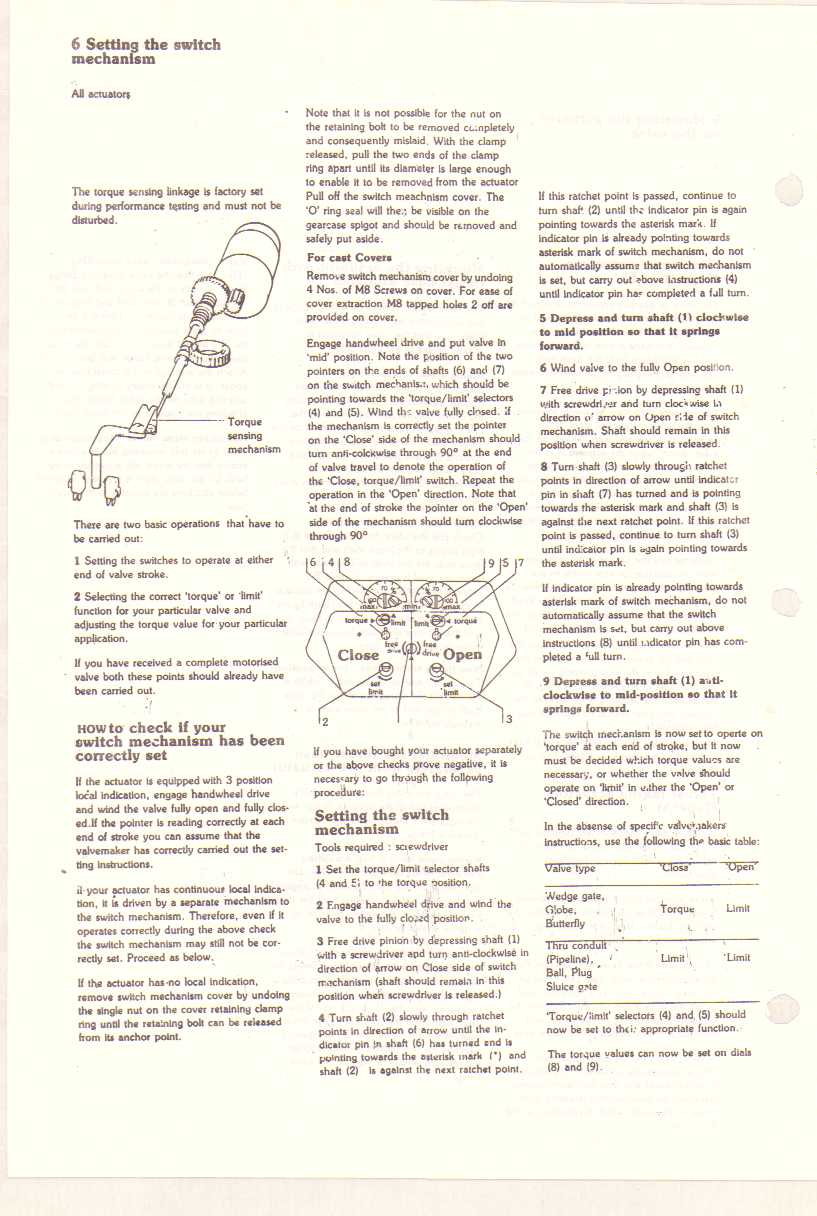 6 Setting the switch
mechanism
All actuators
The torque sensing linkage is factory set
during performance testing and must not be
disturbed.
Torque
sensing
mechanism
There are two basic operations that have to
be carried out:
1 Setting the switches to operate at either
end of valve stroke.
2 Selecting the correct 'torque' or 'limit'
function for your particular valve and
adjusting the torque value for your particular
application.
If you have received a complete motorised
valve both these points should already have
been carried out.
HOW to check if your
switch mechanism has been
correctly set
If the actuator is equipped with 3 position
local indication, engage handwheel drive
and wind the valve fully open and fully clos-
ed.If the pointer is reading correctly at each
end of stroke you can assume that the
valvemaker has correctly carried out the set-
ting instructions.
If your actuator has continuous local indica-
tion, it is driven by a separate mechanism to
the switch mechanism. Therefore, even if it
operates correctly during the above check
the switch mechanism may still not be cor-
rectly set. Proceed as below.
If the actuator has no local indication,
remove switch mechanism cover by undoing
the single nut on the cover retaining clamp
ring until the retaining bolt can be released
from its anchor point.
Note that it is not possible for the nut on
the retaining bolt to be removed completely
and consequently mislaid. With the clamp
released, pull the two ends of the clamp
ring apart until its diameter is large enough
to enable it to be removed from the actuator
Pull off the switch meachnism cover. The
'O' ring seal will then be visible on the
gearcase spigot and should be removed and
safely put aside.
For cast Covers
Remove switch mechanism cover by undoing
4 Nos. of M8 Screws on cover. For ease of
cover extraction M8 tapped holes 2 off are
provided on cover.
Engage handwheel drive and put valve in
'mid' position. Note the position of the two
pointers on the ends of shafts (6) and (7)
on the switch mechanism, which should be
pointing towards the 'torque/limit' selectors
(4) and (5). Wind the valve fully closed. If
the mechanism is correctly set the pointer
on the 'Close' side of the mechanism should
turn anti-colckwise through 90° at the end
of valve travel to denote the operation of
the 'Close, torque/limit' switch. Repeat the
operation in the 'Open' direction. Note that
at the end of stroke the pointer on the 'Open'
side of the mechanism should turn clockwise
through 90°
6 4 8 9 5 7
70 70
max min max
torque limit limit torque
free drive free drive
Close Open
set limit set limit
2 3
If you have bought your actuator separately
or the above checks prove negative, it is
necessary to go through the following
procedure:
Setting the switch
mechanism
Tools required : screwdriver
1 Set the torque/limit selector shafts
(4 and 5) to the torque position.
2 Engage handwheel drive and wind the
valve to the fully closed position.
3 Free drive pinion by depressing shaft (1)
with a screwdriver and turn anti-clockwise in
direction of arrow on Close side of switch
mechanism (shaft should remain in this
position when screwdriver is released.)
4 Turn shaft (2) slowly through ratchet
points in direction of arrow until the in-
dicator pin in shaft (6) has turned and is
pointing towards the asterisk mark (*) and
shaft (2) is against the next ratchet point.
If this ratchet point is passed, continue to
turn shaft (2) until the indicator pin is again
pointing towards the asterisk mark. If
indicator pin is already pointing towards
asterisk mark of switch mechanism, do not
automatically assume that switch mechanism
is set, but carry out above instructions (4)
until indicator pin has completed a full turn.
5 Depress and turn shaft (1) clockwise
to mid position so that it springs
forward.
6 Wind valve to the fully Open position.
7 Free drive pinion by depressing shaft (1)
with screwdriver and turn clockwise in
direction of arrow on Open side of switch
mechanism. Shaft should remain in this
position when screwdriver is released.
8 Turn shaft (3) slowly through ratchet
points in direction of arrow until indicator
pin in shaft (7) has turned and is pointing
towards the asterisk mark and shaft (3) is
against the next ratchet point. If this ratchet
point is passed, continue to turn shaft (3)
until indicator pin is again pointing towards
the asterisk mark.
If indicator pin is already pointing towards
asterisk mark of switch mechanism, do not
automatically assume that the switch
mechanism is set, but carry out above
instructions (8) until indicator pin has com-
pleted a full turn.
9 Depress and turn shaft (1) anti-
clockwise to mid-position so that it
springs forward.
The switch mechanism is now set to operte on
'torque' at each end of stroke, but it now
must be decided which torque values are
necessary, or whether the valve should
operate on 'limit' in either the 'Open' or
'Closed' direction.
In the absense of specific valvemakers
instructions, use the following the basic table:
Valve type 'Close' 'Open'
Wedge gate,
Globe, Torque Limit
Butterfly
Thru conduit
(Pipeline), Limit Limit
Ball, Plug
Sluice gate
'Torque/limit' selectors (4) and (5) should
now be set to their appropriate function.
The torque values can now be set on dials
(8) and (9).